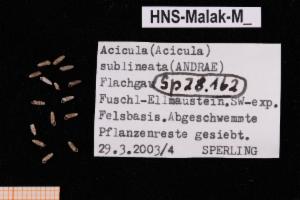 HNS-Malak-M_
Acicula(Acicula)
sublineata(ANDRAE)
Flachgau Sp28.162
Fuschl-Ellmaustein.SW-exp.
Felsbasis.Abgeschwemmte
Pflanzenreste gesiebt.
29.3.2003/4 SPERLING